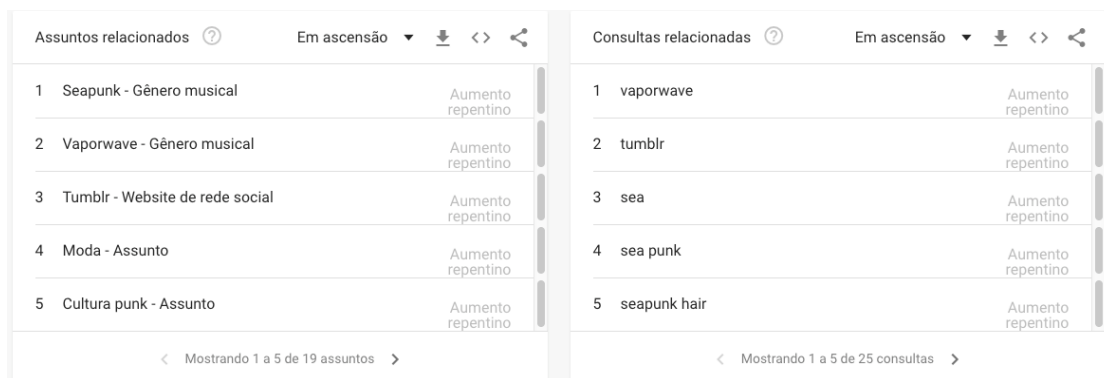 Assuntos relacionados
Em ascensão
1 Seapunk - Gênero musical
Aumento
repentino
2 Vaporwave - Gênero musical
Aumento
repentino
3 Tumblr - Website de rede social
Aumento
repentino
4 Moda - Assunto
Aumento
repentino
5 Cultura punk - Assunto
Aumento
repentino
Mostrando 1 a 5 de 19 assuntos
Consultas relacionadas
Em ascensão
1 vaporwave
Aumento
repentino
2 tumblr
Aumento
repentino
3 sea
Aumento
repentino
4 sea punk
Aumento
repentino
5 seapunk hair
Aumento
repentino
Mostrando 1 a 5 de 25 consultas